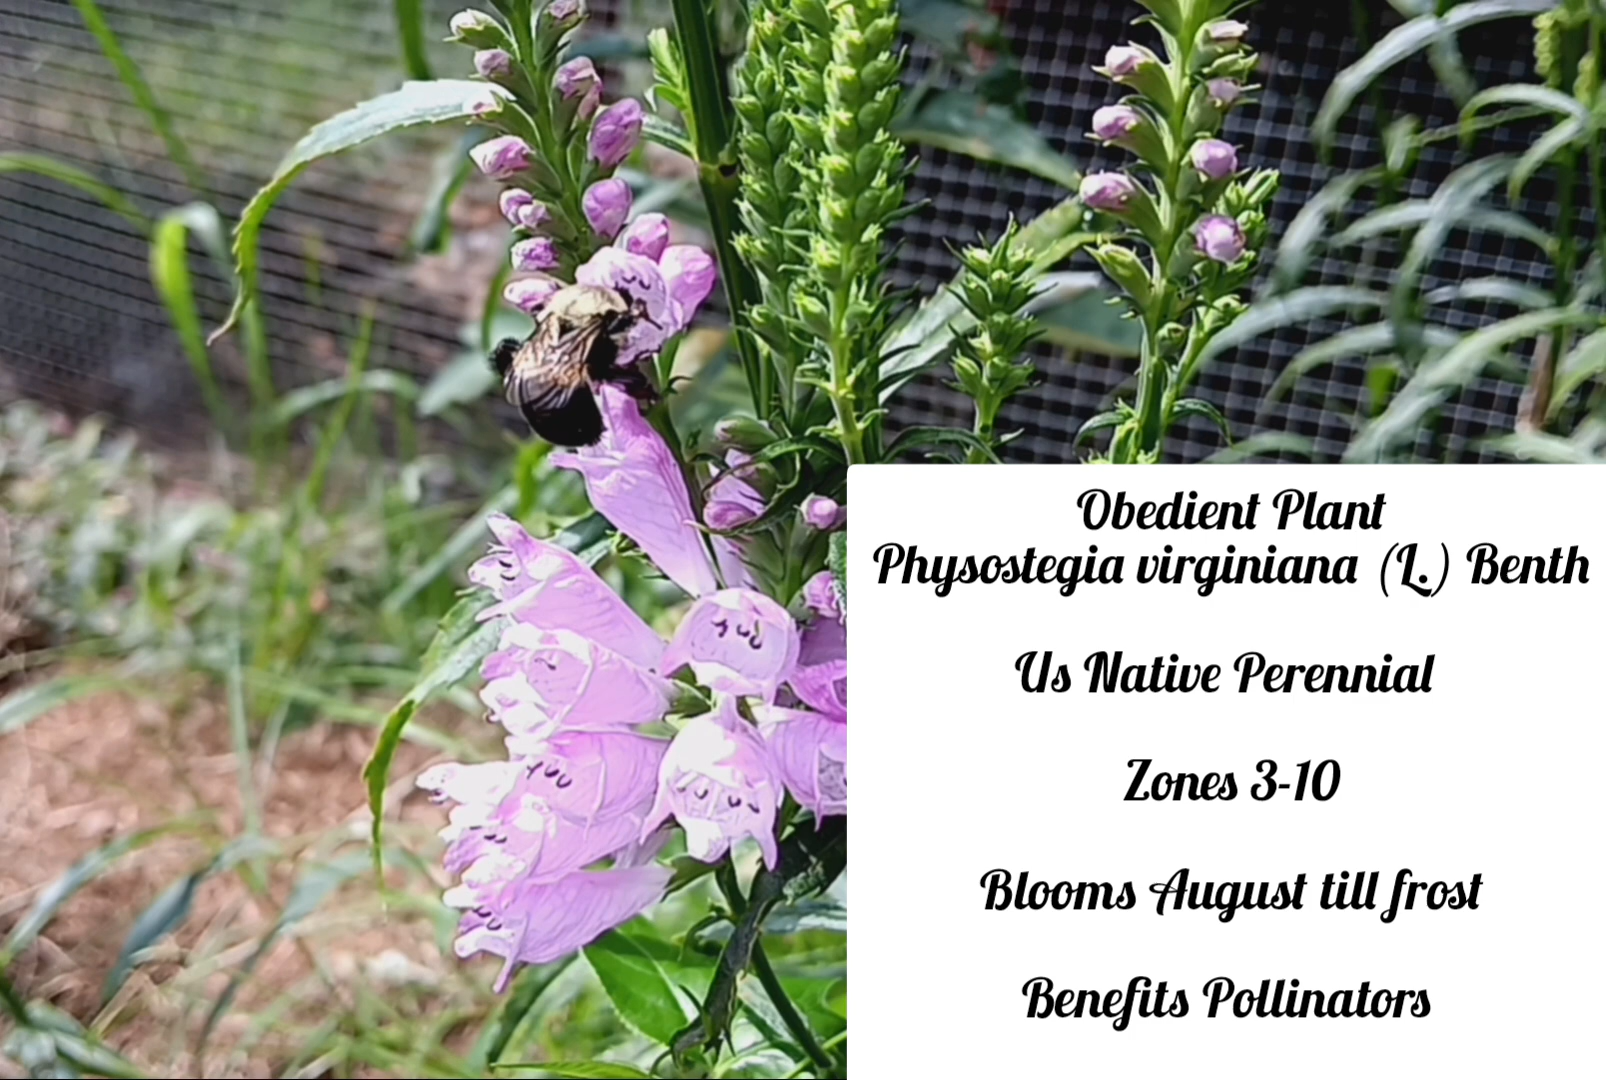 Obedient Plant
Physostegia virginiana (L.) Benth
Us Native Perennial
Zones 3-10
Blooms August till frost
Benefits Pollinators